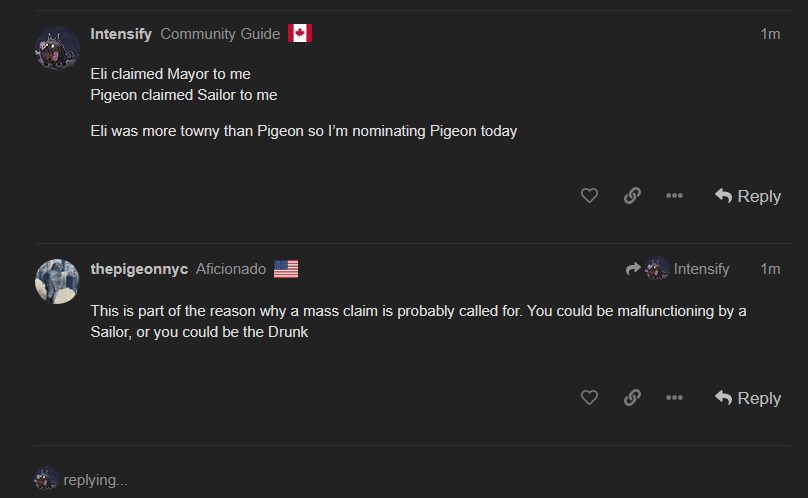 Intensify Community Guide 1m
Eli claimed Mayor to me
Pigeon claimed Sailor to me
Eli was more towny than Pigeon so I’m nominating Pigeon today
Reply
thepigeonnyc Aficionado Intensify 1m
This is part of the reason why a mass claim is probably called for. You could be malfunctioning by a
Sailor, or you could be the Drunk
Reply
replying...